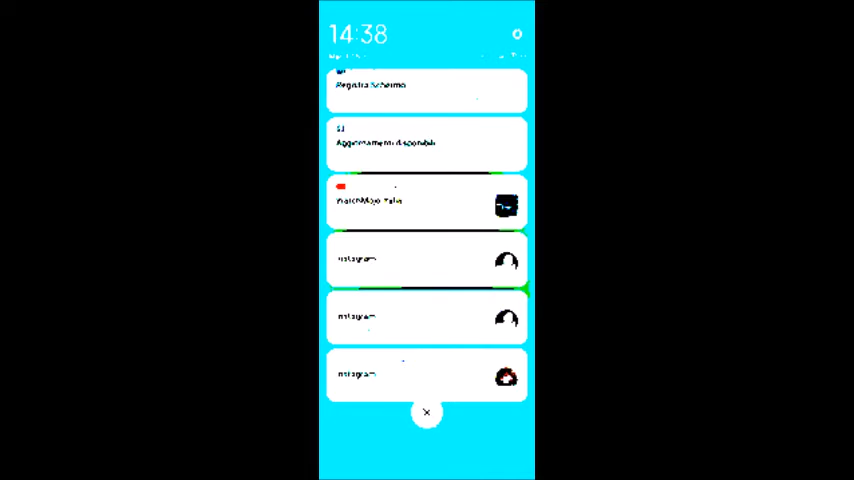 14:38
Registra Schermo
Aggiornamenti disponibili
WatchMojo Italia
Instagram
Instagram
Instagram